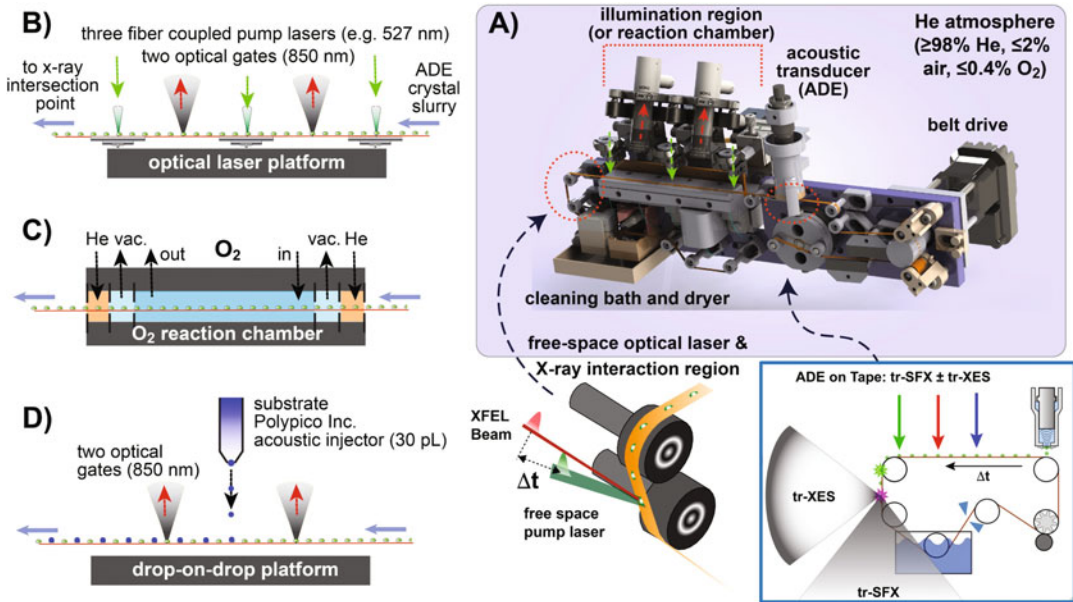 B)
three fiber coupled pump lasers (e.g. 527 nm)
two optical gates (850 nm)
to x-ray
intersection
point
ADE
crystal
slurry
optical laser platform
C)
He vac.
out
O₂
in
vac. He
O₂ reaction chamber
D)
substrate
Polypico Inc.
acoustic injector (30 pL)
two optical
gates (850 nm)
drop-on-drop platform
A)
illumination region
(or reaction chamber)
acoustic
transducer
(ADE)
He atmosphere
(≥98% He, ≤2%
air, ≤0.4% O₂)
belt drive
cleaning bath and dryer
free-space optical laser &
X-ray interaction region
XFEL
Beam
Δt
free space
pump laser
ADE on Tape: tr-SFX ± tr-XES
Δt
tr-XES
tr-SFX